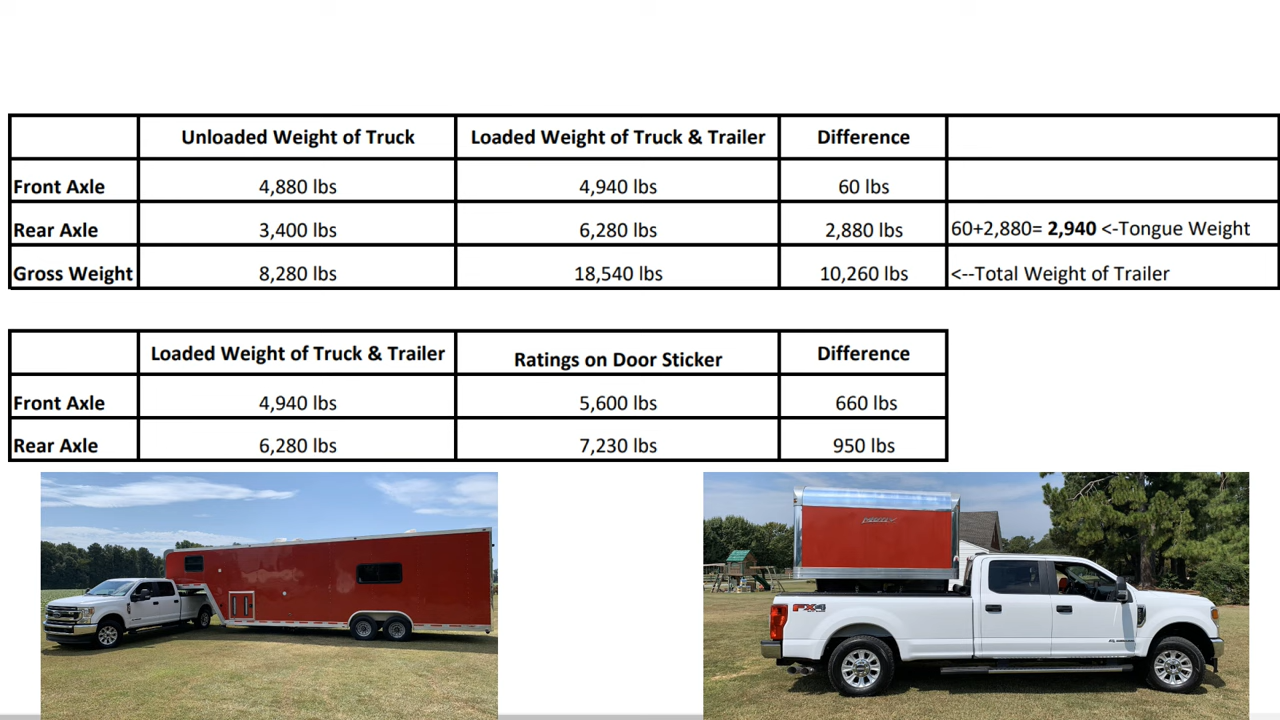 Unloaded Weight of Truck Loaded Weight of Truck & Trailer Difference
Front Axle 4,880 lbs 4,940 lbs 60 lbs
Rear Axle 3,400 lbs 6,280 lbs 2,880 lbs 60+2,880= 2,940 <-Tongue Weight
Gross Weight 8,280 lbs 18,540 lbs 10,260 lbs <--Total Weight of Trailer
Loaded Weight of Truck & Trailer Ratings on Door Sticker Difference
Front Axle 4,940 lbs 5,600 lbs 660 lbs
Rear Axle 6,280 lbs 7,230 lbs 950 lbs
FX4